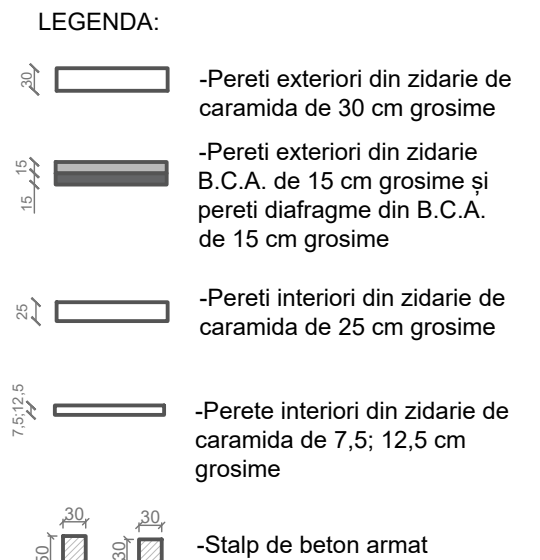 LEGENDA:
30
-Pereti exteriori din zidarie de
caramida de 30 cm grosime
15
15
-Pereti exteriori din zidarie
B.C.A. de 15 cm grosime și
pereti diafragme din B.C.A.
de 15 cm grosime
25
-Pereti interiori din zidarie de
caramida de 25 cm grosime
7,5;12,5
-Perete interiori din zidarie de
caramida de 7,5; 12,5 cm
grosime
30
30
50
30
-Stalp de beton armat